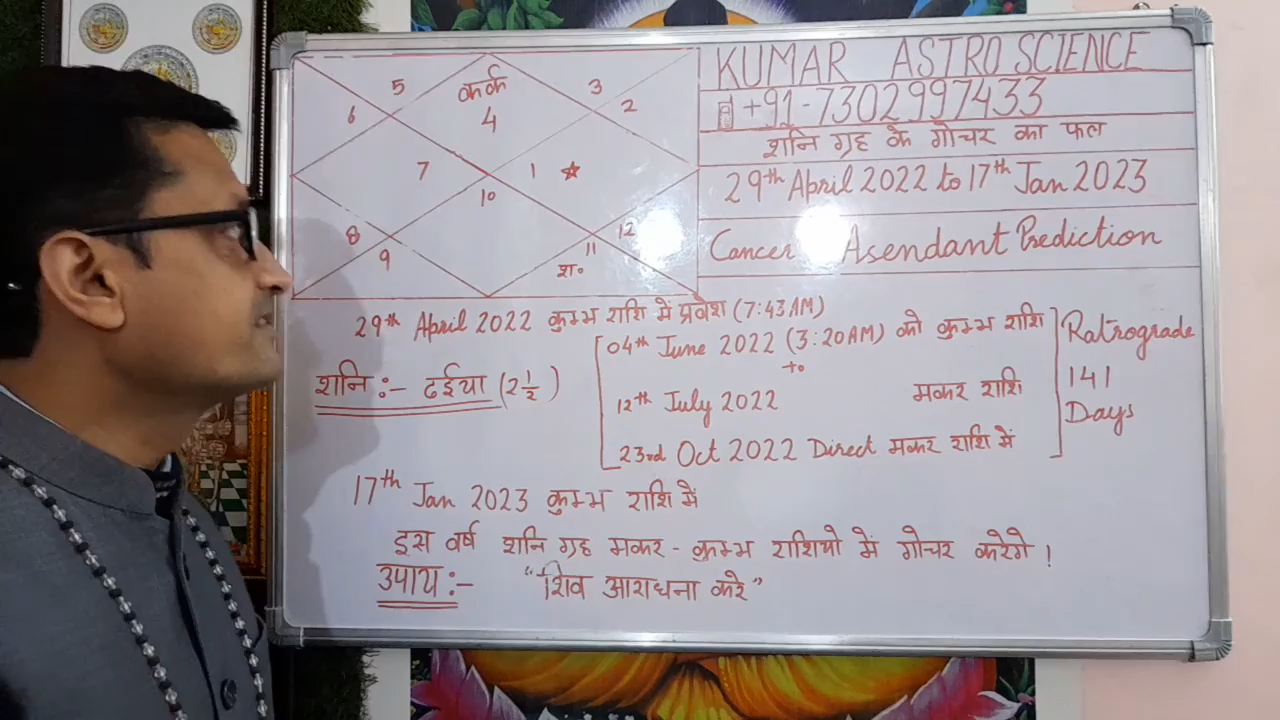 KUMAR ASTRO SCIENCE
+91-7302997433
शनि ग्रह के गोचर का फल
29th April 2022 to 17th Jan 2023
Cancer Asendant Prediction
5
कर्क
3
6
4
2
7
1
10
8
12
9
11
श॰
29th April 2022 कुम्भ राशि में प्रवेश (7:43AM)
शनि :- ढईया (2 1/2)
04th June 2022 (3:20AM) को कुम्भ राशि
to
12th July 2022 मकर राशि
23rd Oct 2022 Direct मकर राशि में
Ratrograde
141
Days
17th Jan 2023 कुम्भ राशि में
इस वर्ष शनि ग्रह मकर - कुम्भ राशियो में गोचर करेगे !
उपाय :- "शिव आराधना करे"